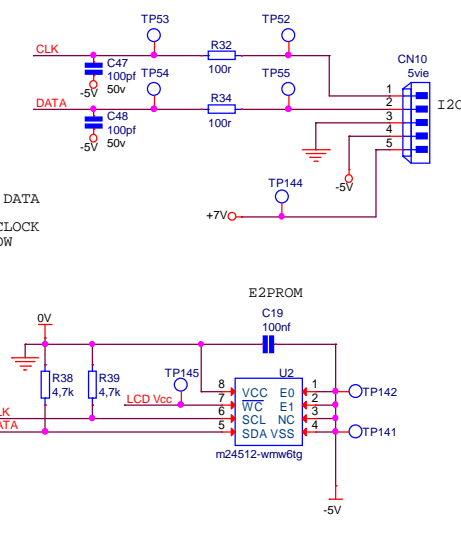 TP53
TP52
CLK
R32
C47
100pf
50v
-5V
100r
CN10
5vie
TP54
TP55
1
2
3
4
5
I2C
DATA
R34
C48
100pf
50v
-5V
100r
-5V
TP144
+7V
DATA
CLOCK
OW
E2PROM
C19
100nf
0V
R38
4,7k
R39
4,7k
TP145
U2
LCD Vcc
8
7
6
5
VCC E0
WC E1
SCL NC
SDA VSS
1
2
3
4
TP142
TP141
LK
ATA
m24512-wmw6tg
-5V